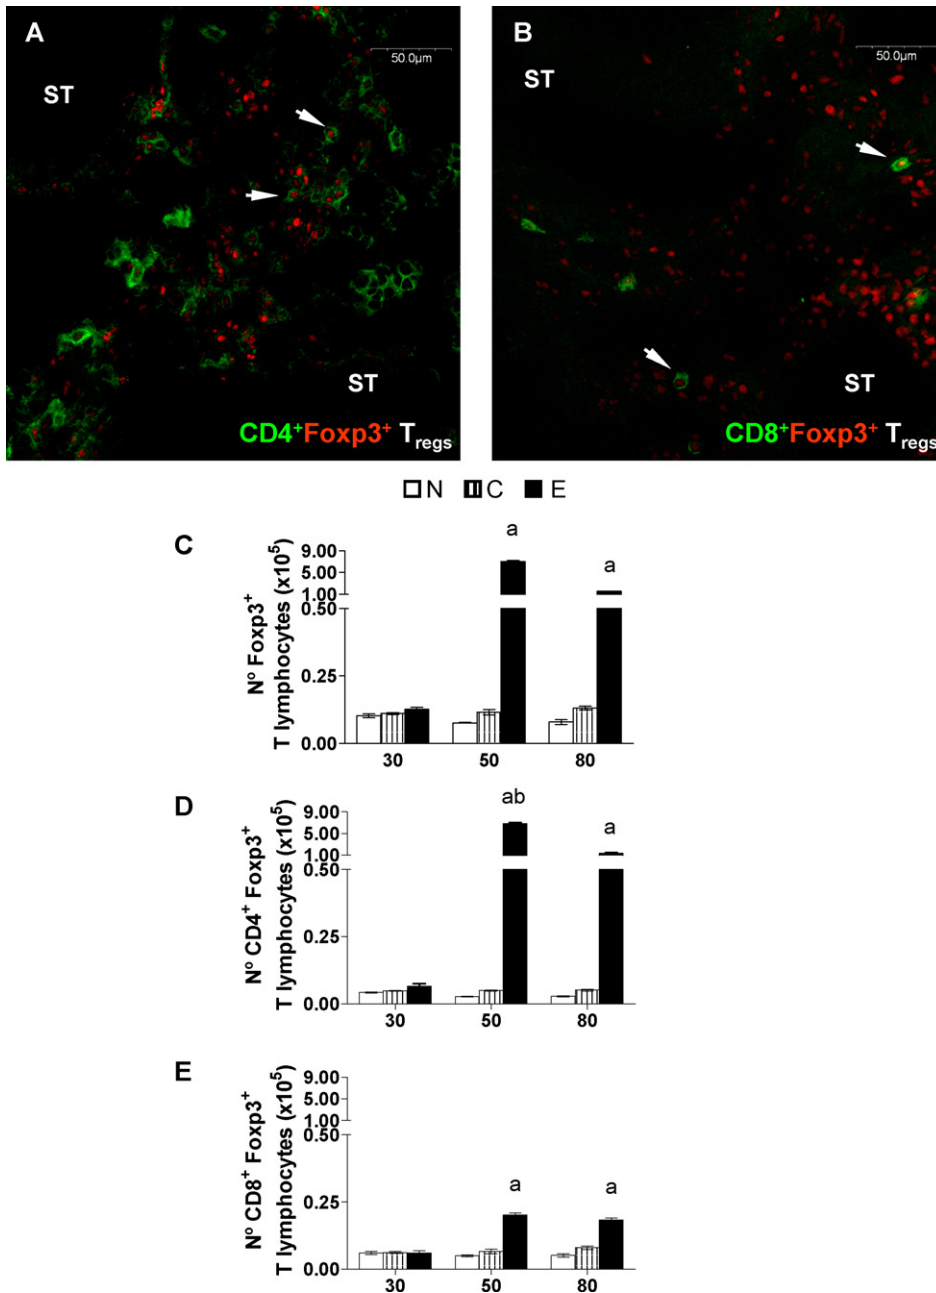 A
50.0µm
ST
ST
CD4⁺Foxp3⁺ Tregs
B
50.0µm
ST
ST
CD8⁺Foxp3⁺ Tregs
N C E
C
Nº Foxp3⁺
T lymphocytes (x10⁵)
9.00
5.00
1.00
0.50
0.25
0.00
a
a
30 50 80
D
Nº CD4⁺ Foxp3⁺
T lymphocytes (x10⁵)
9.00
5.00
1.00
0.50
0.25
0.00
ab
a
30 50 80
E
Nº CD8⁺ Foxp3⁺
T lymphocytes (x10⁵)
9.00
5.00
1.00
0.50
0.25
0.00
a
a
30 50 80